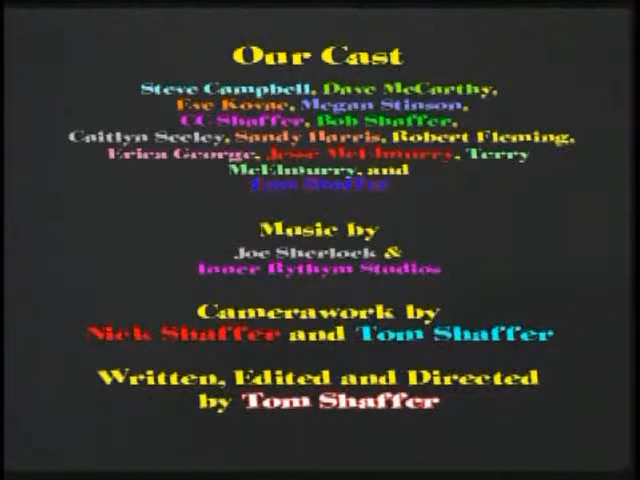 Our Cast
Steve Campbell, Dave McCarthy,
Eve Kovac, Megan Stinson,
CC Shaffer, Bob Shaffer,
Caitlyn Seeley, Sandy Harris, Robert Fleming,
Erica George, Jesse McElmurry, Terry
McElmurry, and
Tom Shaffer
Music by
Joe Sherlock &
Inner Rythym Studios
Camerawork by
Nick Shaffer and Tom Shaffer
Written, Edited and Directed
by Tom Shaffer